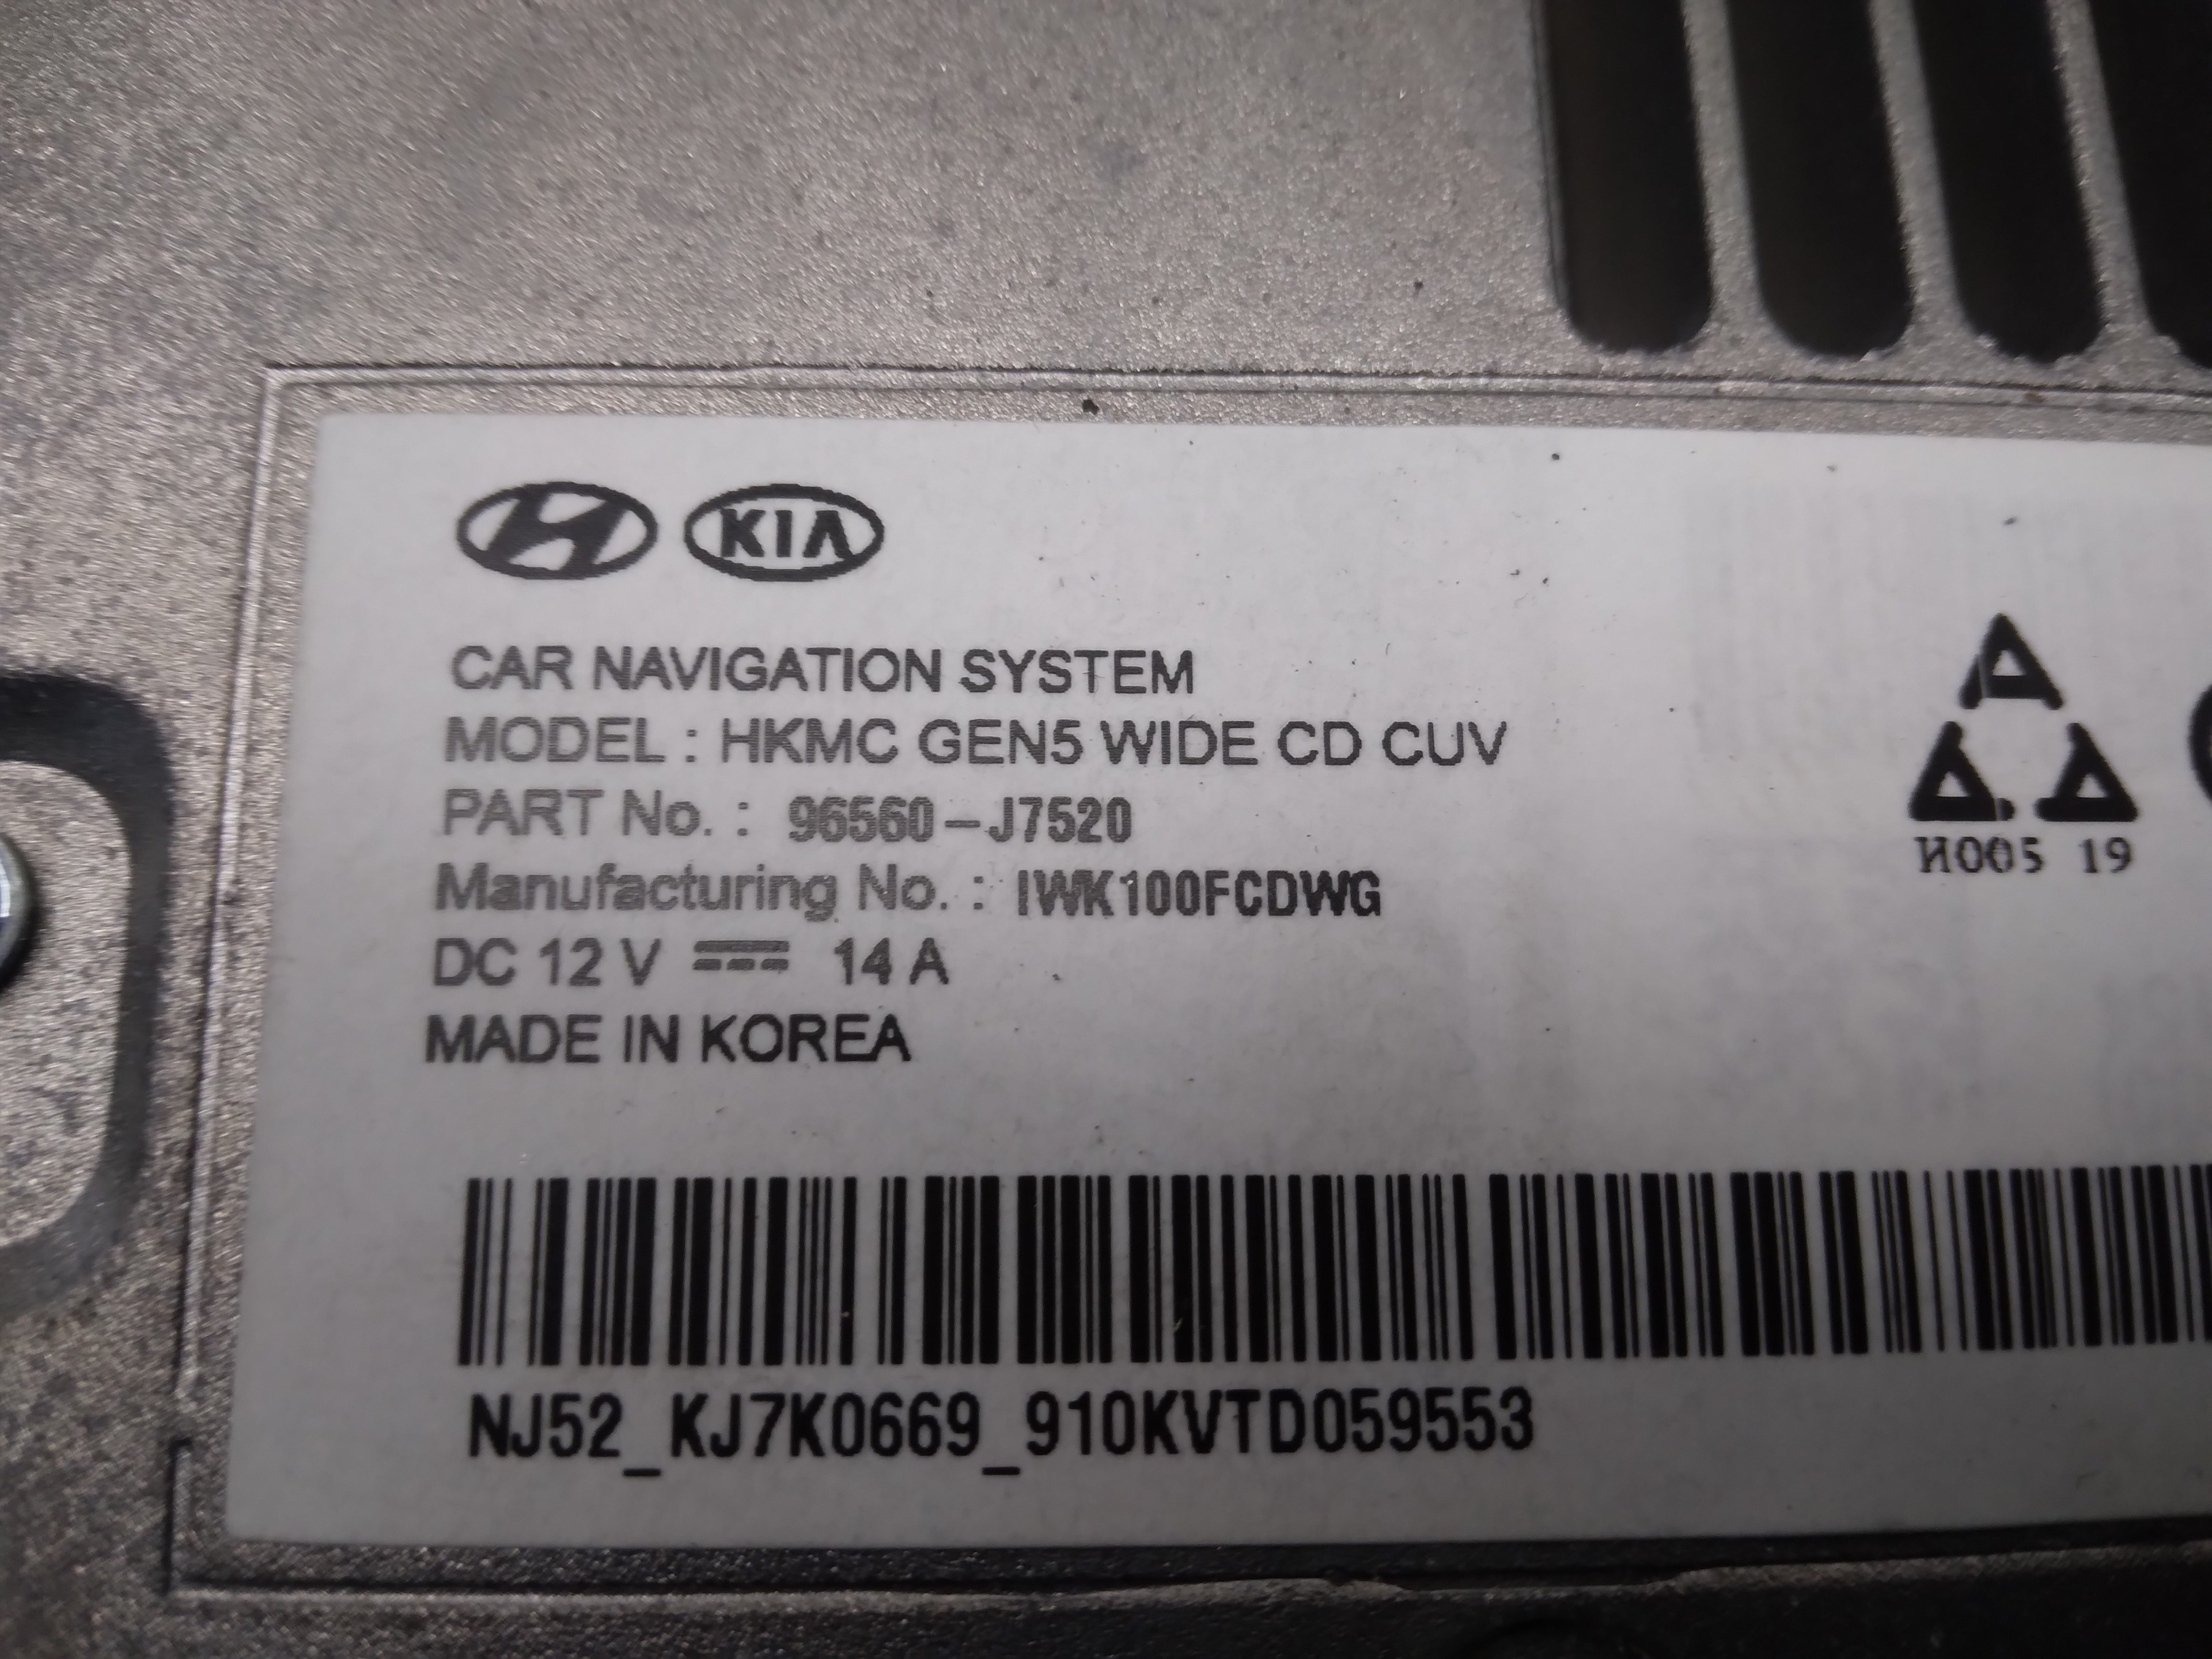 KIA
CAR NAVIGATION SYSTEM
MODEL : HKMC GEN5 WIDE CD CUV
PART No. : 96560-J7520
Manufacturing No. : IWK100FCDWG
DC 12 V ⎓ 14 A
MADE IN KOREA
И005 19
NJ52_KJ7K0669_910KVTD059553